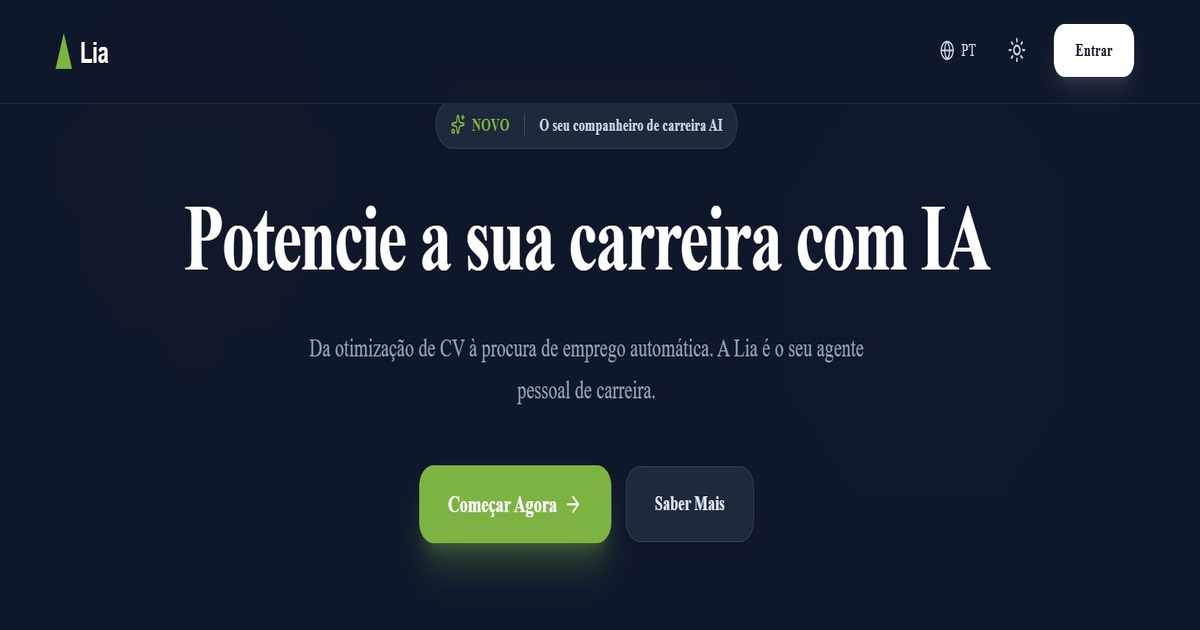 Lia
PT
Entrar
NOVO
O seu companheiro de carreira AI
Potencie a sua carreira com IA
Da otimização de CV à procura de emprego automática. A Lia é o seu agente
pessoal de carreira.
Começar Agora →
Saber Mais